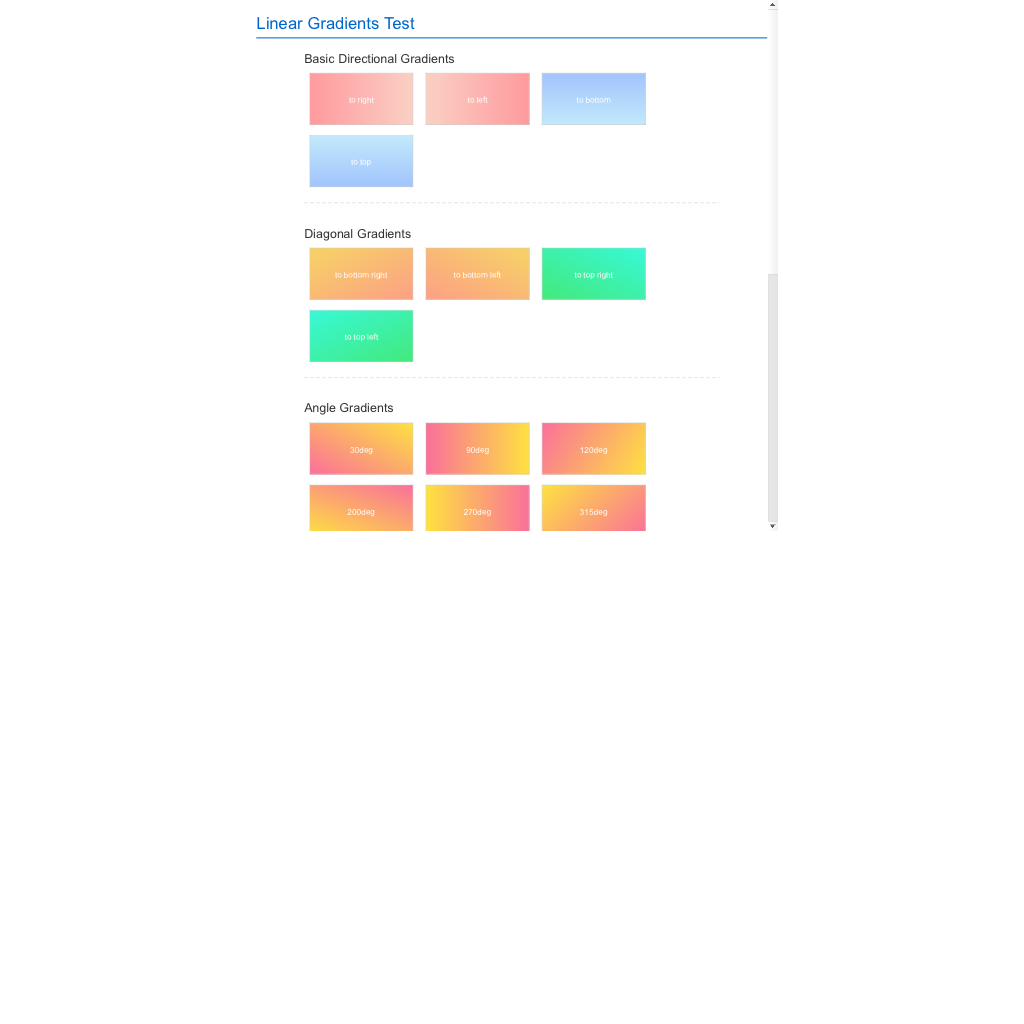 Linear Gradients Test
Basic Directional Gradients
to right
to left
to bottom
to top
Diagonal Gradients
to bottom right
to bottom left
to top right
to top left
Angle Gradients
30deg
90deg
120deg
200deg
270deg
315deg